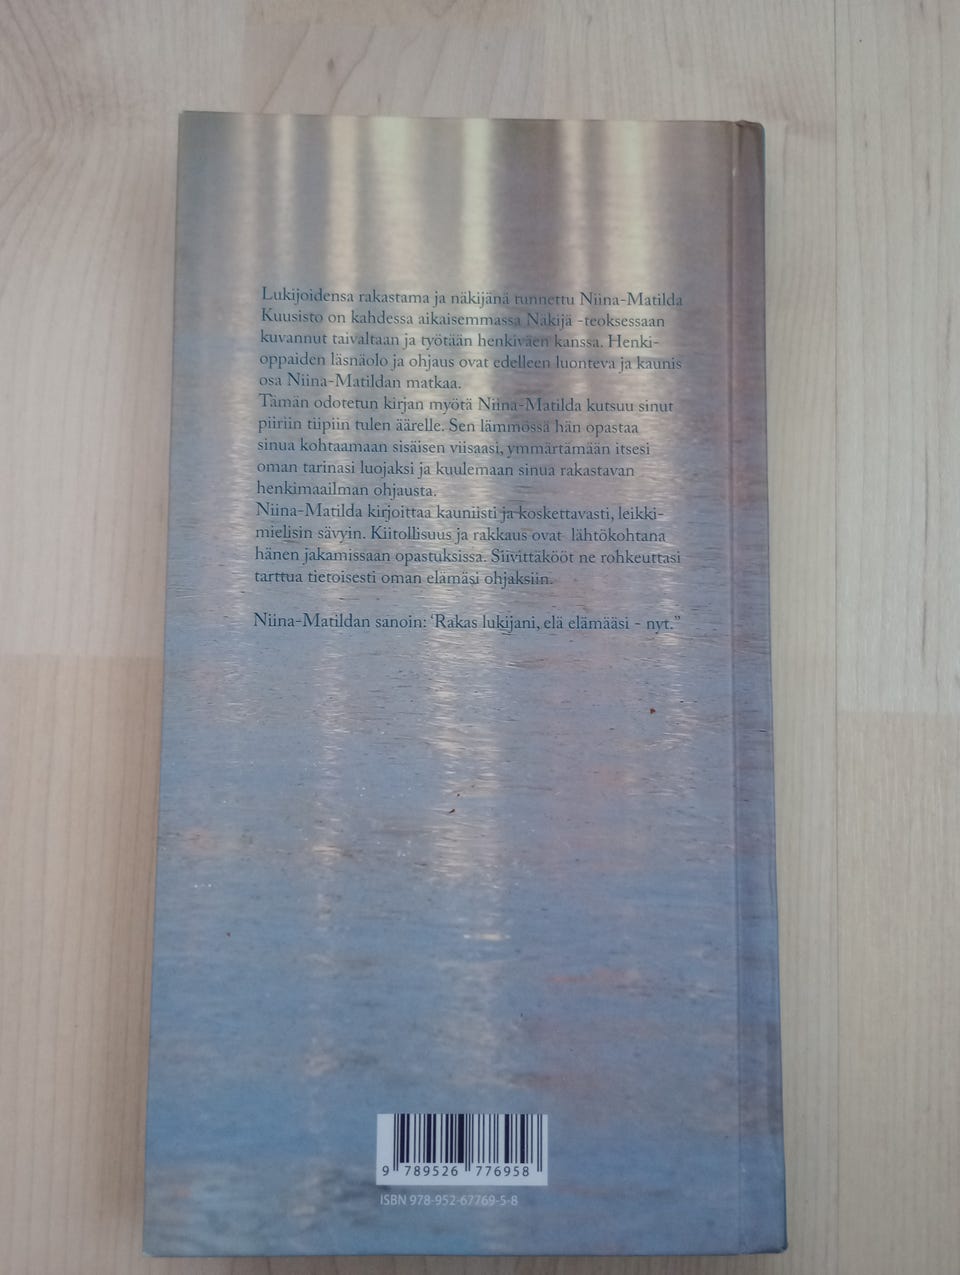 Lukijoidensa rakastama ja näkijänä tunnettu Niina-Matilda
Kuusisto on kahdessa aikaisemmassa Näkijä -teoksessaan
kuvannut taivaltaan ja työtään henkiväen kanssa. Henki-
oppaiden läsnäolo ja ohjaus ovat edelleen luonteva ja kaunis
osa Niina-Matildan matkaa.
Tämän odotetun kirjan myötä Niina-Matilda kutsuu sinut
piiriin tiipiin tulen äärelle. Sen lämmössä hän opastaa
sinua kohtaamaan sisäisen viisaasi, ymmärtämään itsesi
oman tarinasi luojaksi ja kuulemaan sinua rakastavan
henkimaailman ohjausta.
Niina-Matilda kirjoittaa kauniisti ja koskettavasti, leikki-
mielisin sävyin. Kiitollisuus ja rakkaus ovat lähtökohtana
hänen jakamissaan opastuksissa. Siivittäkööt ne rohkeuttasi
tarttua tietoisesti oman elämäsi ohjaksiin.
Niina-Matildan sanoin: ‘Rakas lukijani, elä elämääsi - nyt.”
9 789526 776958
ISBN 978-952-67769-5-8